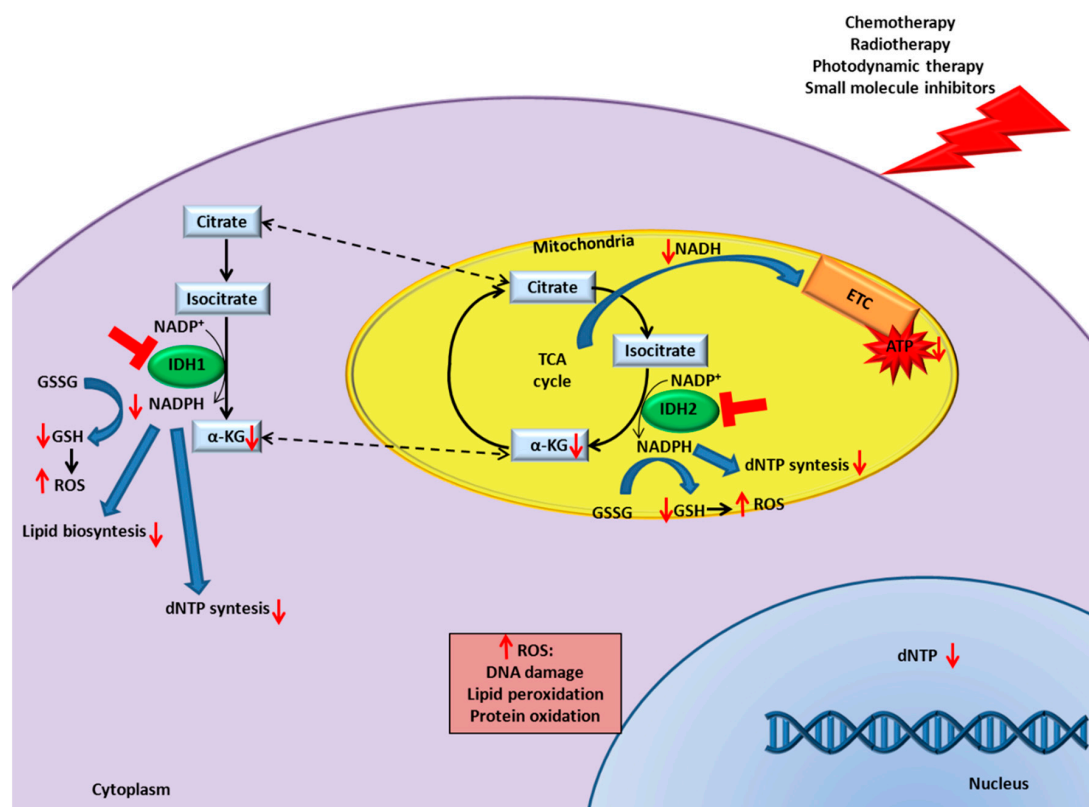 Chemotherapy
Radiotherapy
Photodynamic therapy
Small molecule inhibitors
Citrate
Isocitrate
NADP⁺
IDH1
GSSG
NADPH
GSH
α-KG
ROS
Lipid biosyntesis
dNTP syntesis
Mitochondria
NADH
Citrate
ETC
ATP
Isocitrate
TCA
cycle
NADP⁺
IDH2
α-KG
NADPH
dNTP syntesis
GSSG
GSH
ROS
ROS:
DNA damage
Lipid peroxidation
Protein oxidation
dNTP
Nucleus
Cytoplasm